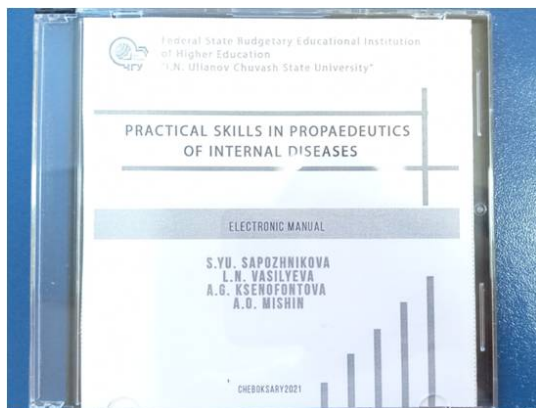 Federal State Budgetary Educational Institution
of Higher Education
"I.N. Ulianov Chuvash State University"
ЧГУ
PRACTICAL SKILLS IN PROPAEDEUTICS
OF INTERNAL DISEASES
ELECTRONIC MANUAL
S.YU. SAPOZHNIKOVA
L.N. VASILYEVA
A.G. KSENOFONTOVA
A.O. MISHIN
CHEBOKSARY2021